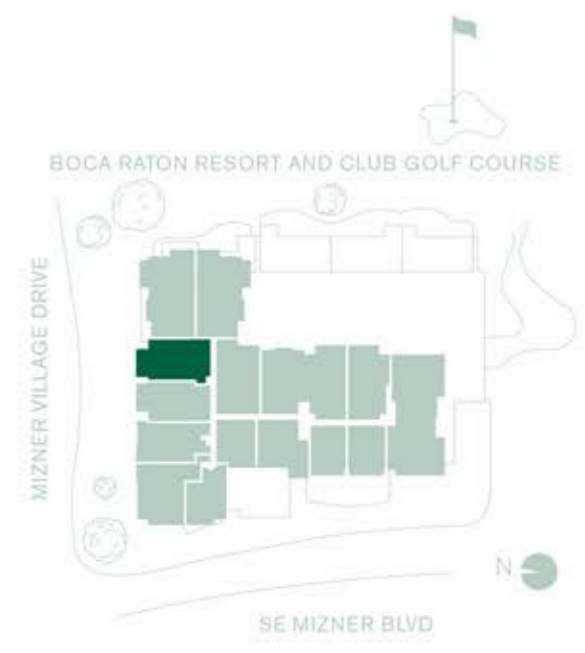 BOCA RATON RESORT AND CLUB GOLF COURSE
MIZNER VILLAGE DRIVE
N
SE MIZNER BLVD